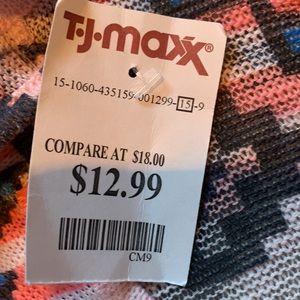 T·J·maxx®
15-1060-435159-001299-15-9
COMPARE AT $18.00
$12.99
CM9